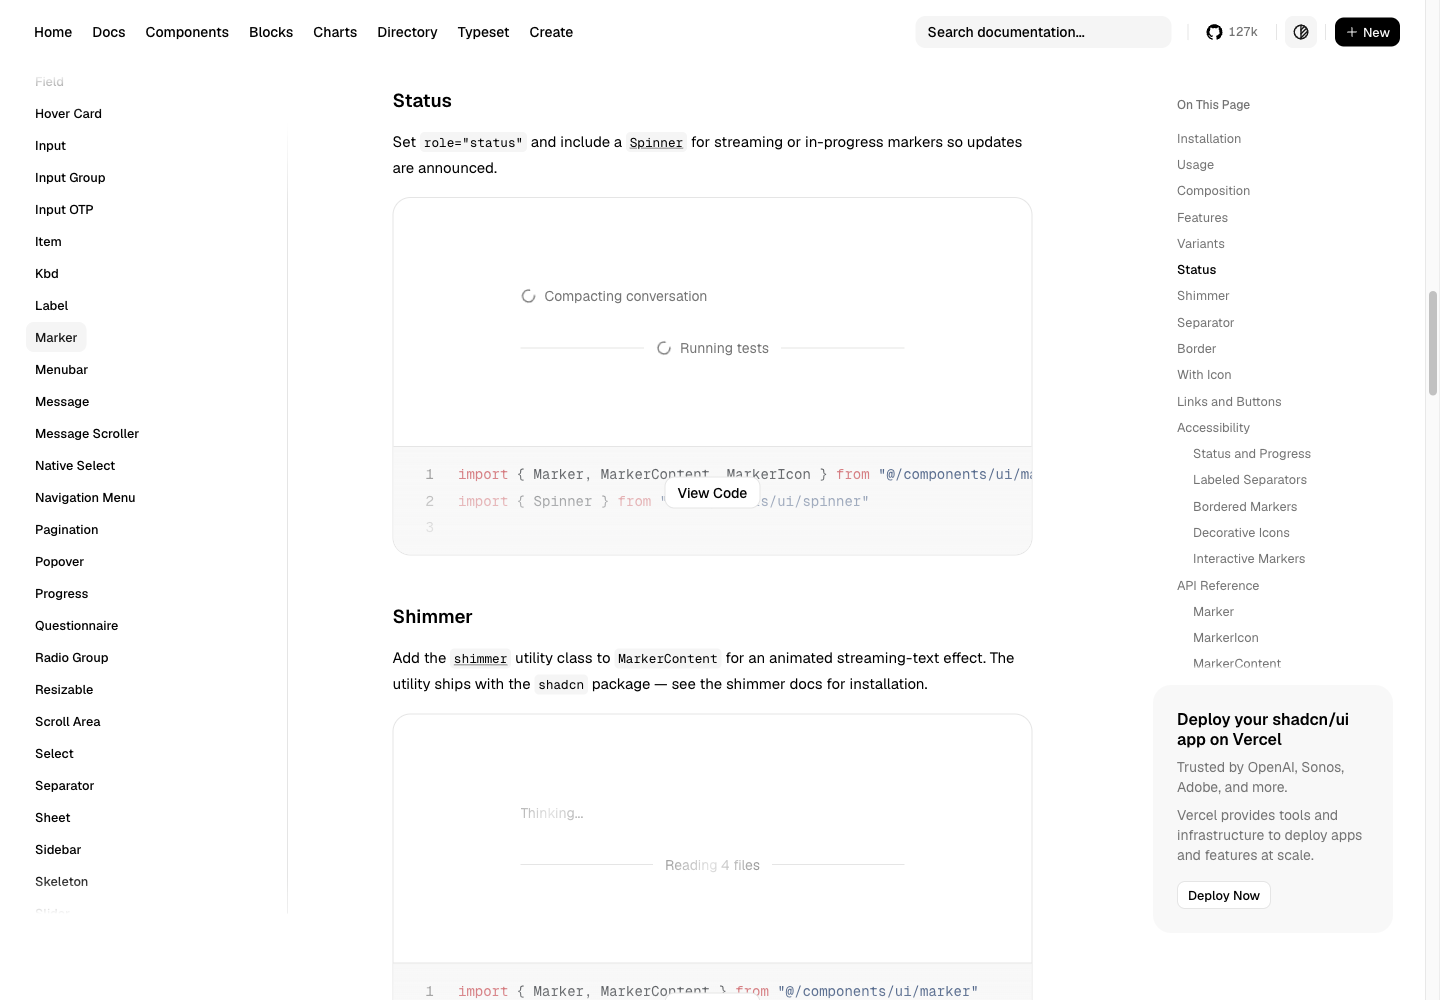 Home Docs Components Blocks Charts Directory Typeset Create
Search documentation...
127k
New
Field
Hover Card
Input
Input Group
Input OTP
Item
Kbd
Label
Marker
Menubar
Message
Message Scroller
Native Select
Navigation Menu
Pagination
Popover
Progress
Questionnaire
Radio Group
Resizable
Scroll Area
Select
Separator
Sheet
Sidebar
Skeleton
Slider
Status
Set role="status" and include a Spinner for streaming or in-progress markers so updates
are announced.
Compacting conversation
Running tests
1 import { Marker, MarkerContent, MarkerIcon } from "@/components/ui/ma
2 import { Spinner } from "
s/ui/spinner"
3
View Code
Shimmer
Add the shimmer utility class to MarkerContent for an animated streaming-text effect. The
utility ships with the shadcn package — see the shimmer docs for installation.
Thinking...
Reading 4 files
1 import { Marker, MarkerContent } from "@/components/ui/marker"
On This Page
Installation
Usage
Composition
Features
Variants
Status
Shimmer
Separator
Border
With Icon
Links and Buttons
Accessibility
Status and Progress
Labeled Separators
Bordered Markers
Decorative Icons
Interactive Markers
API Reference
Marker
MarkerIcon
MarkerContent
Deploy your shadcn/ui
app on Vercel
Trusted by OpenAI, Sonos,
Adobe, and more.
Vercel provides tools and
infrastructure to deploy apps
and features at scale.
Deploy Now